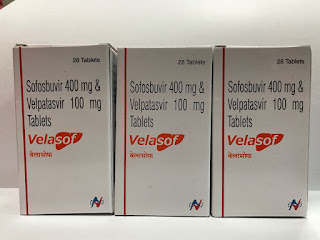 28 Tablets
Sofosbuvir 400 mg &
Velpatasvir 100 mg
Tablets
Velasof
वेलासोफ
28 Tablets
Sofosbuvir 400 mg &
Velpatasvir 100 mg
Tablets
Velasof
वेलासोफ
28 Tablets
Sofosbuvir 400 mg &
Velpatasvir 100 mg
Tablets
Velasof
वेलासोफ